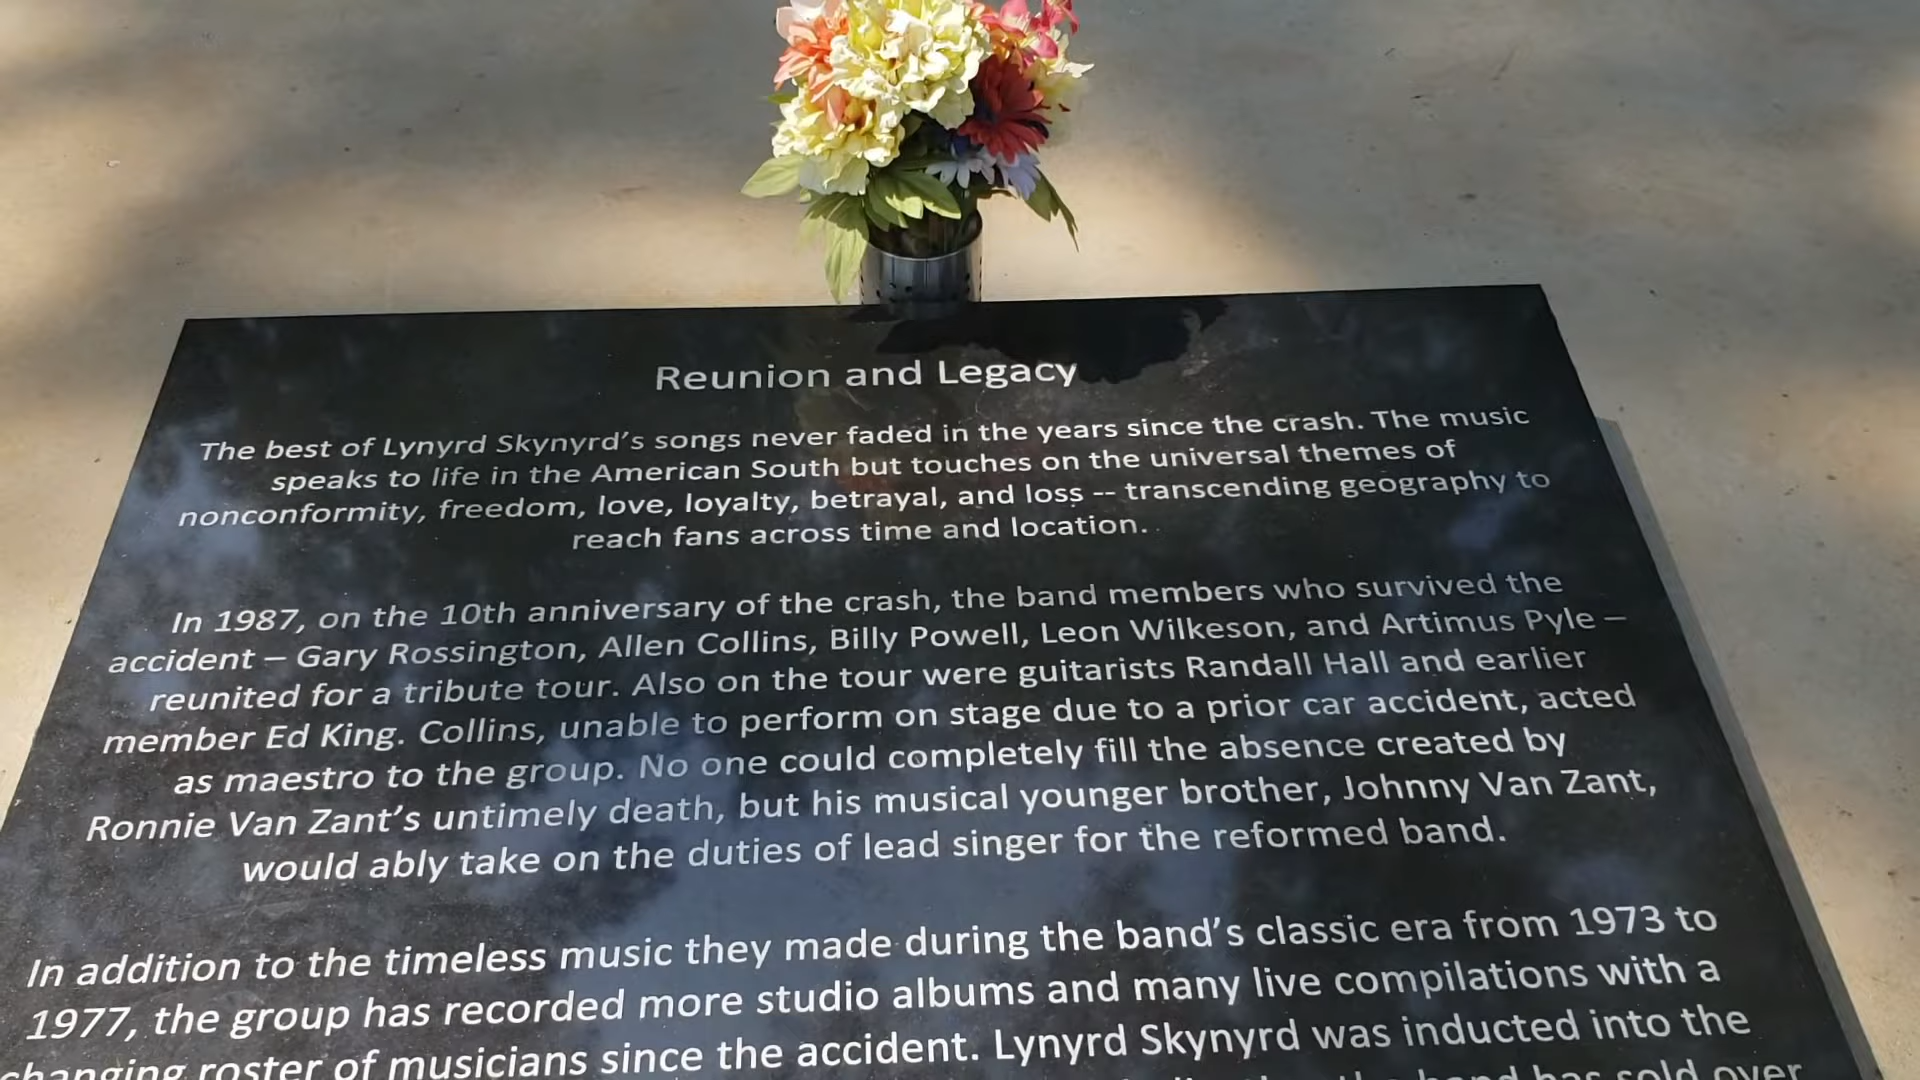 Reunion and Legacy
The best of Lynyrd Skynyrd's songs never faded in the years since the crash. The music
speaks to life in the American South but touches on the universal themes of
nonconformity, freedom, love, loyalty, betrayal, and loss -- transcending geography to
reach fans across time and location.
In 1987, on the 10th anniversary of the crash, the band members who survived the
accident – Gary Rossington, Allen Collins, Billy Powell, Leon Wilkeson, and Artimus Pyle –
reunited for a tribute tour. Also on the tour were guitarists Randall Hall and earlier
member Ed King. Collins, unable to perform on stage due to a prior car accident, acted
as maestro to the group. No one could completely fill the absence created by
Ronnie Van Zant's untimely death, but his musical younger brother, Johnny Van Zant,
would ably take on the duties of lead singer for the reformed band.
In addition to the timeless music they made during the band's classic era from 1973 to
1977, the group has recorded more studio albums and many live compilations with a
changing roster of musicians since the accident. Lynyrd Skynyrd was inducted into the
the band has sold over